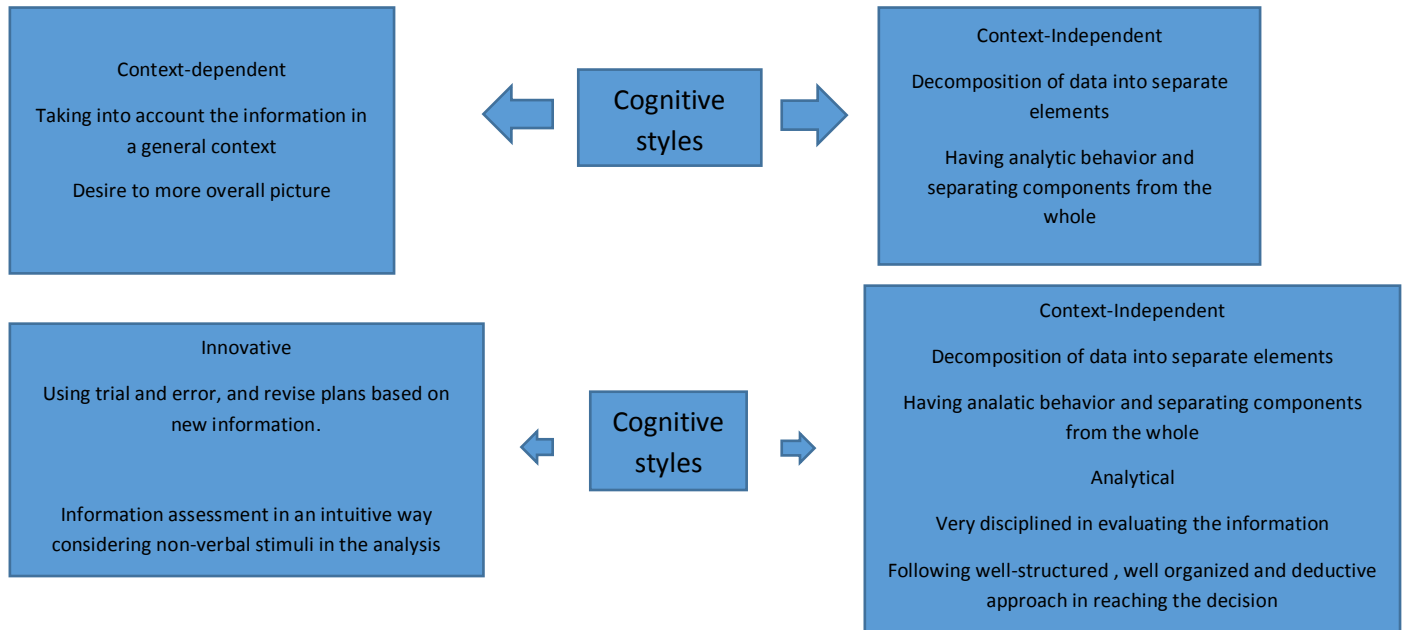 Context-dependent
Taking into account the information in
a general context
Desire to more overall picture
Cognitive
styles
Context-Independent
Decomposition of data into separate
elements
Having analytic behavior and
separating components from the
whole
Innovative
Using trial and error, and revise plans based on
new information.
Information assessment in an intuitive way
considering non-verbal stimuli in the analysis
Cognitive
styles
Context-Independent
Decomposition of data into separate elements
Having analatic behavior and separating components
from the whole
Analytical
Very disciplined in evaluating the information
Following well-structured , well organized and deductive
approach in reaching the decision